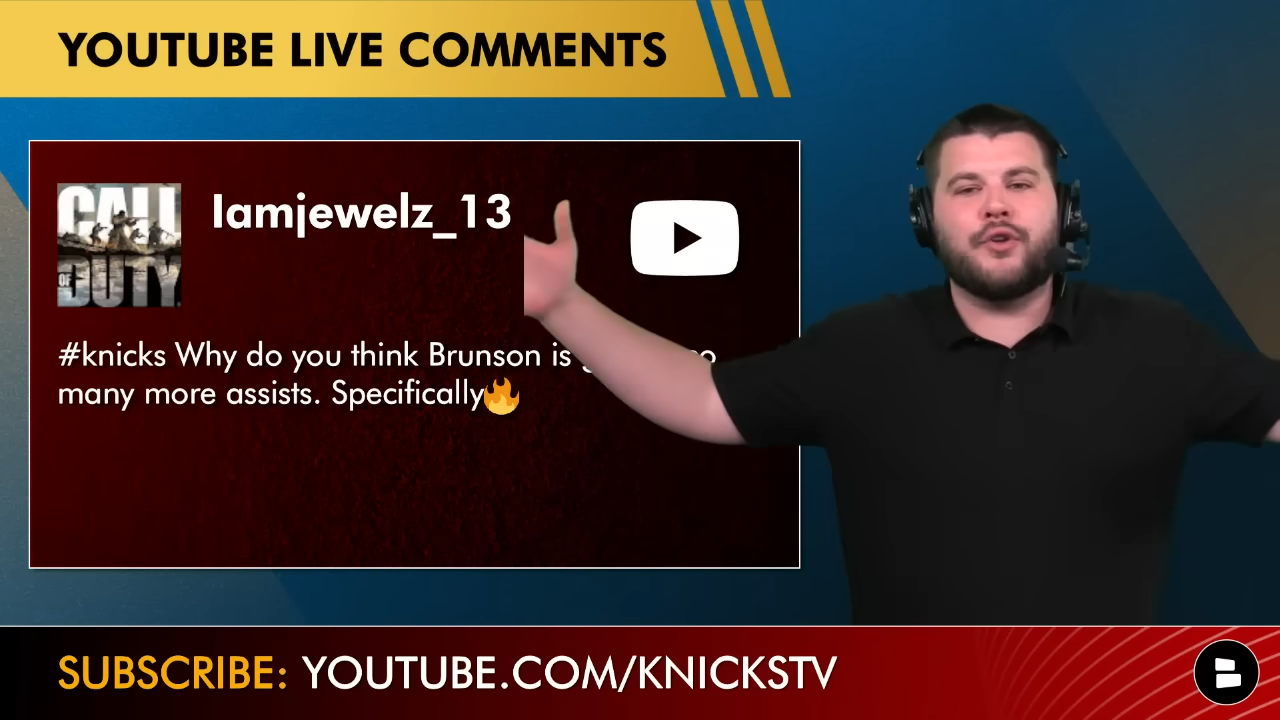 YOUTUBE LIVE COMMENTS
CALL
OF DUTY
Iamjewelz_13
#knicks Why do you think Brunson is
many more assists. Specifically🔥
SUBSCRIBE: YOUTUBE.COM/KNICKSTV